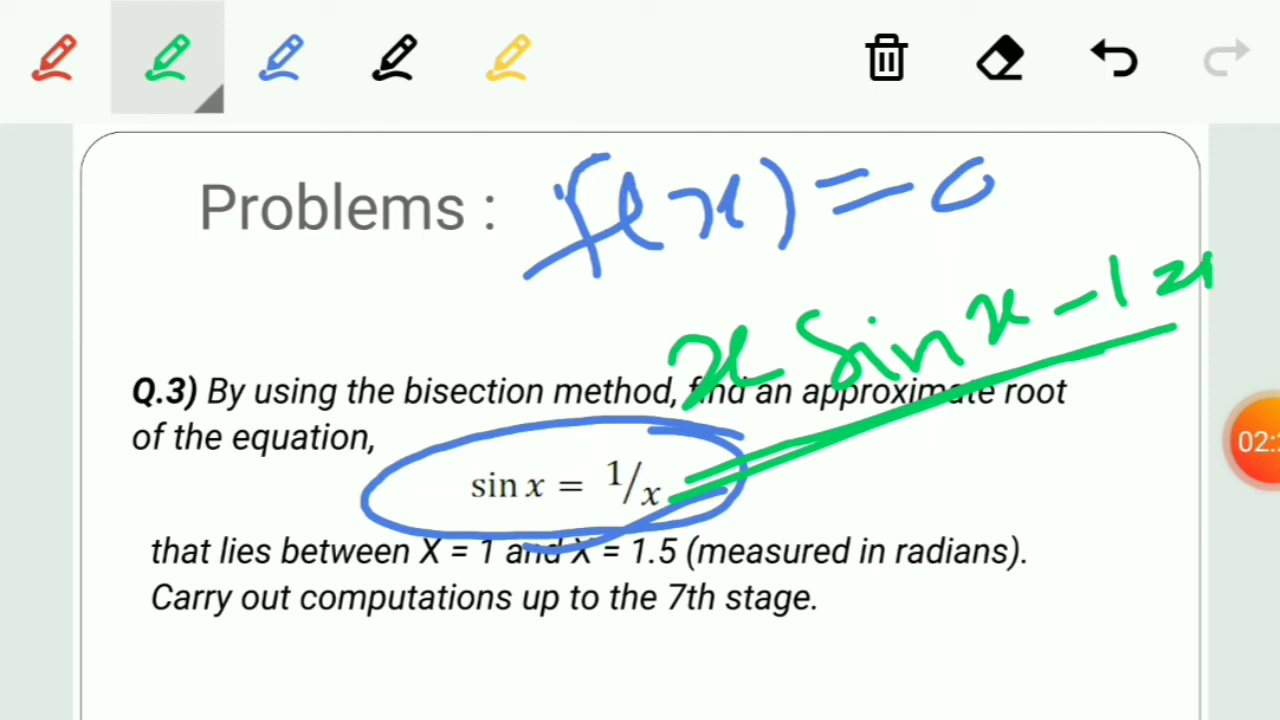 Problems : f(x) = 0
x sin x - 1 =
Q.3) By using the bisection method, find an approximate root
of the equation,
sin x = 1/x
that lies between X = 1 and X = 1.5 (measured in radians).
Carry out computations up to the 7th stage.